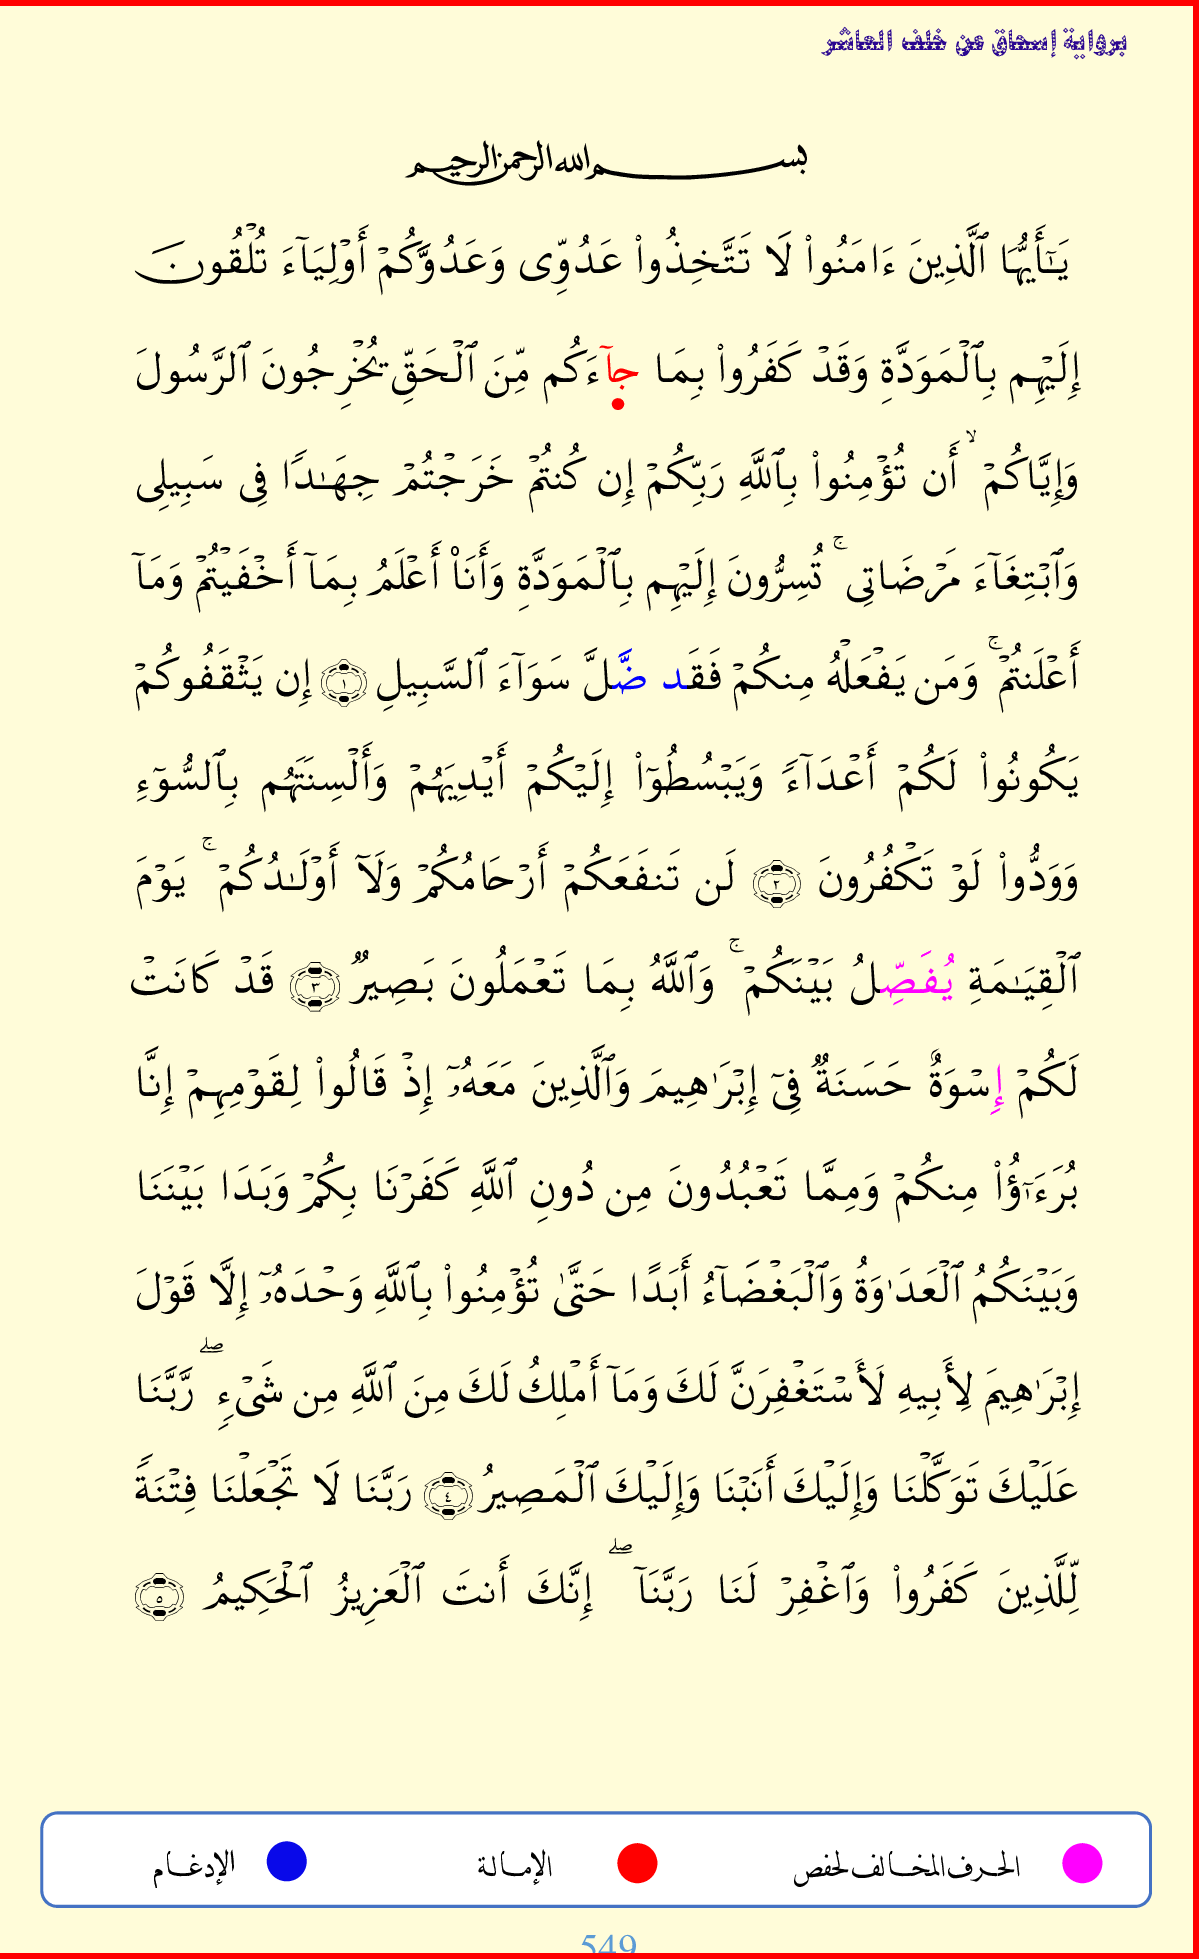 برواية إسحاق عن خلف العاشر
بسم الله الرحمن الرحيم
يَـٰٓأَيُّهَا ٱلَّذِينَ ءَامَنُوا۟ لَا تَتَّخِذُوا۟ عَدُوِّى وَعَدُوَّكُمْ أَوْلِيَآءَ تُلْقُونَ
إِلَيْهِم بِٱلْمَوَدَّةِ وَقَدْ كَفَرُوا۟ بِمَا جَآءَكُم مِّنَ ٱلْحَقِّ يُخْرِجُونَ ٱلرَّسُولَ
وَإِيَّاكُمْ ۙ أَن تُؤْمِنُوا۟ بِٱللَّهِ رَبِّكُمْ إِن كُنتُمْ خَرَجْتُمْ جِهَـٰدًا فِى سَبِيلِى
وَٱبْتِغَآءَ مَرْضَاتِى ۚ تُسِرُّونَ إِلَيْهِم بِٱلْمَوَدَّةِ وَأَنَا۠ أَعْلَمُ بِمَآ أَخْفَيْتُمْ وَمَآ
أَعْلَنتُمْ ۚ وَمَن يَفْعَلْهُ مِنكُمْ فَقَد ضَّلَّ سَوَآءَ ٱلسَّبِيلِ ١ إِن يَثْقَفُوكُمْ
يَكُونُوا۟ لَكُمْ أَعْدَآءً وَيَبْسُطُوٓا۟ إِلَيْكُمْ أَيْدِيَهُمْ وَأَلْسِنَتَهُم بِٱلسُّوٓءِ
وَوَدُّوا۟ لَوْ تَكْفُرُونَ ٢ لَن تَنفَعَكُمْ أَرْحَامُكُمْ وَلَآ أَوْلَـٰدُكُمْ ۚ يَوْمَ
ٱلْقِيَـٰمَةِ يُفَصِّلُ بَيْنَكُمْ ۚ وَٱللَّهُ بِمَا تَعْمَلُونَ بَصِيرٌ ٣ قَدْ كَانَتْ
لَكُمْ إِسْوَةٌ حَسَنَةٌ فِىٓ إِبْرَٰهِيمَ وَٱلَّذِينَ مَعَهُۥٓ إِذْ قَالُوا۟ لِقَوْمِهِمْ إِنَّا
بُرَءَٰٓؤُا۟ مِنكُمْ وَمِمَّا تَعْبُدُونَ مِن دُونِ ٱللَّهِ كَفَرْنَا بِكُمْ وَبَدَا بَيْنَنَا
وَبَيْنَكُمُ ٱلْعَدَٰوَةُ وَٱلْبَغْضَآءُ أَبَدًا حَتَّىٰ تُؤْمِنُوا۟ بِٱللَّهِ وَحْدَهُۥٓ إِلَّا قَوْلَ
إِبْرَٰهِيمَ لِأَبِيهِ لَأَسْتَغْفِرَنَّ لَكَ وَمَآ أَمْلِكُ لَكَ مِنَ ٱللَّهِ مِن شَىْءٍ ۖ رَّبَّنَا
عَلَيْكَ تَوَكَّلْنَا وَإِلَيْكَ أَنَبْنَا وَإِلَيْكَ ٱلْمَصِيرُ ٤ رَبَّنَا لَا تَجْعَلْنَا فِتْنَةً
لِّلَّذِينَ كَفَرُوا۟ وَٱغْفِرْ لَنَا رَبَّنَآ ۖ إِنَّكَ أَنتَ ٱلْعَزِيزُ ٱلْحَكِيمُ ٥
الحرف المخالف لحفص الإمالة الإدغام
549